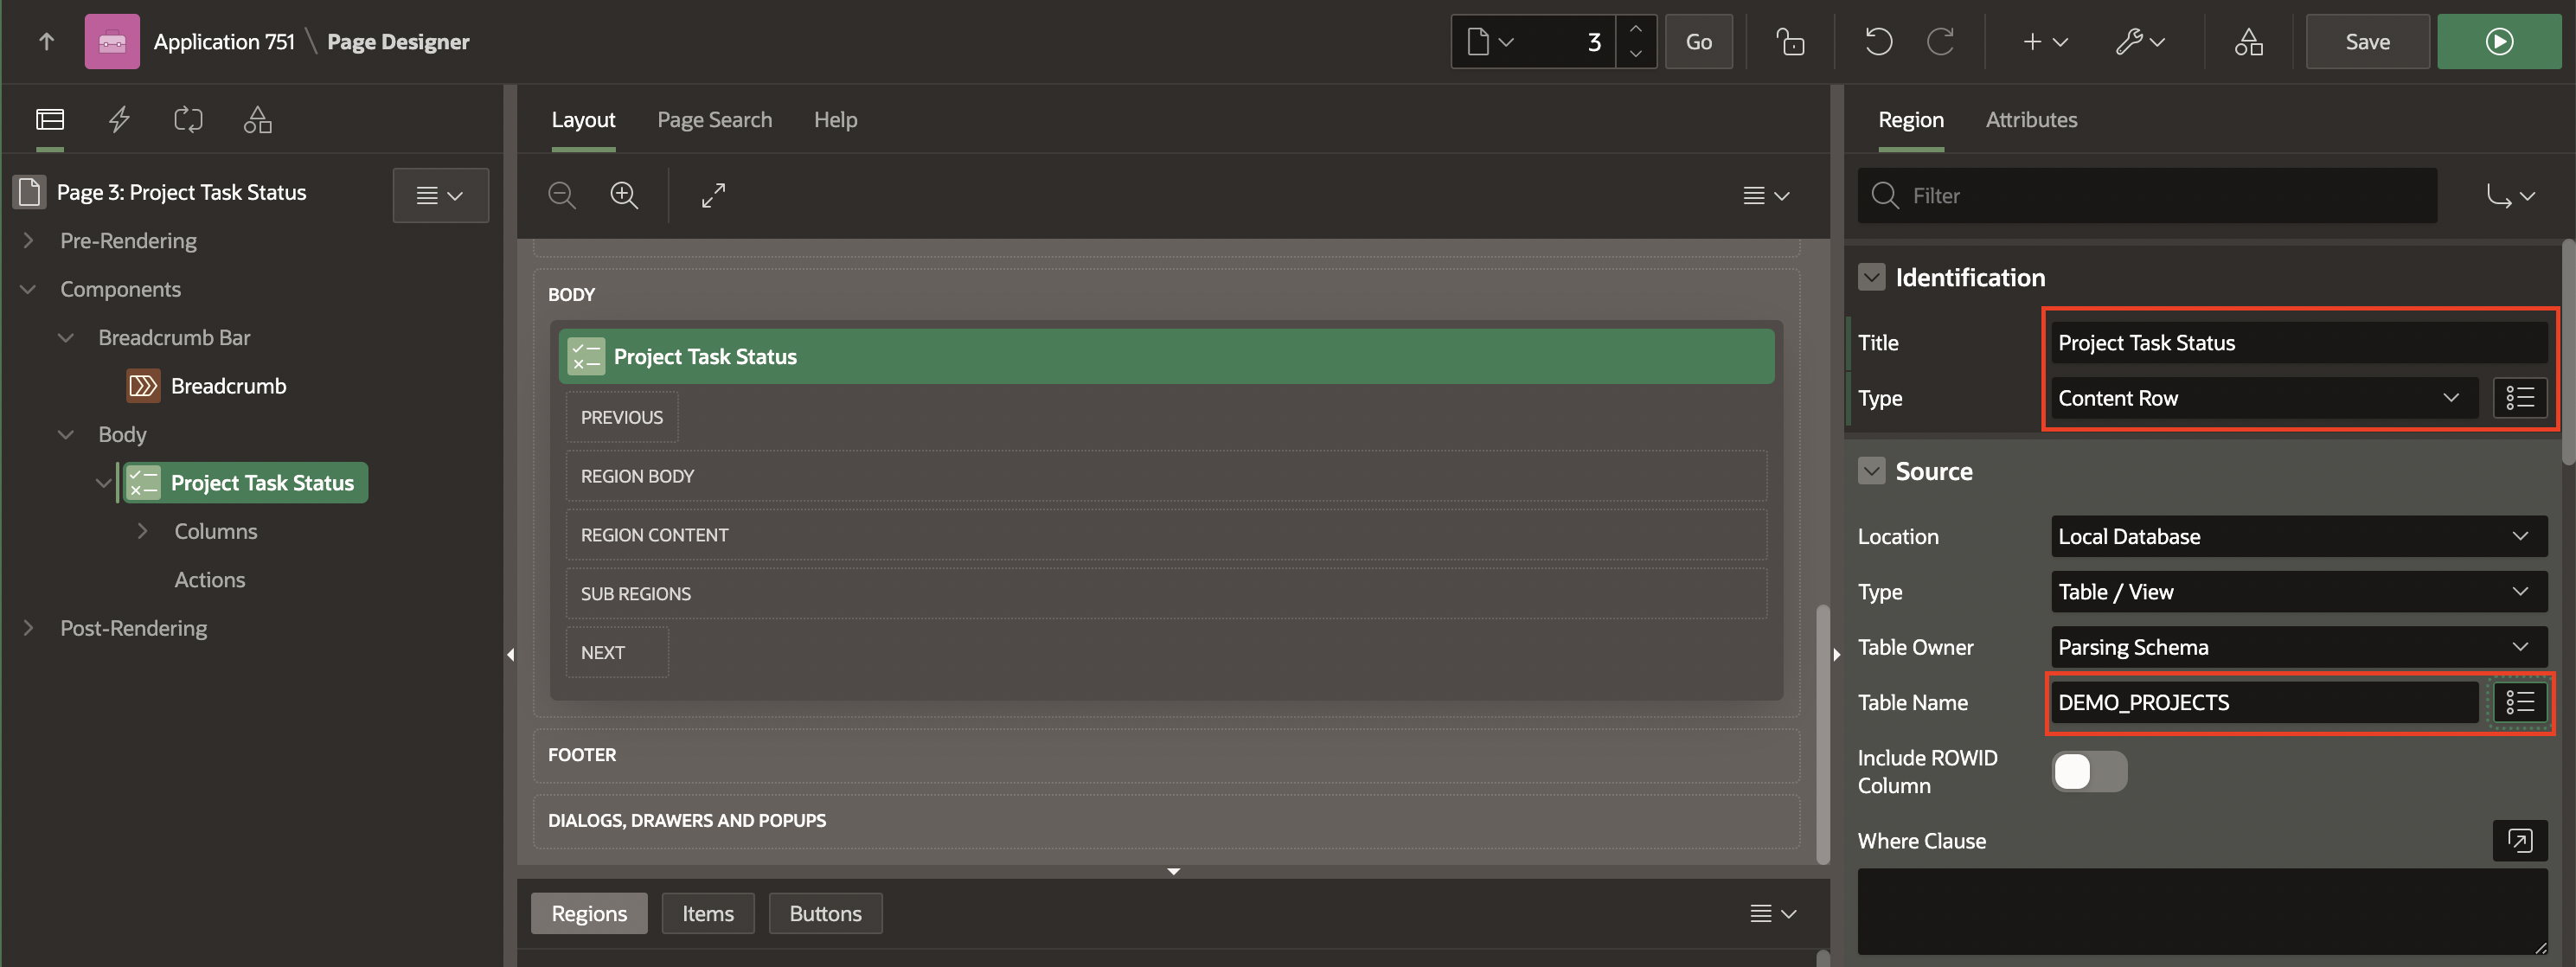 Application 751 \ Page Designer
3
Go
Save
Page 3: Project Task Status
Pre-Rendering
Components
Breadcrumb Bar
Breadcrumb
Body
Project Task Status
Columns
Actions
Post-Rendering
Layout
Page Search
Help
BODY
Project Task Status
PREVIOUS
REGION BODY
REGION CONTENT
SUB REGIONS
NEXT
FOOTER
DIALOGS, DRAWERS AND POPUPS
Regions
Items
Buttons
Region
Attributes
Filter
Identification
Title
Project Task Status
Type
Content Row
Source
Location
Local Database
Type
Table / View
Table Owner
Parsing Schema
Table Name
DEMO_PROJECTS
Include ROWID
Column
Where Clause